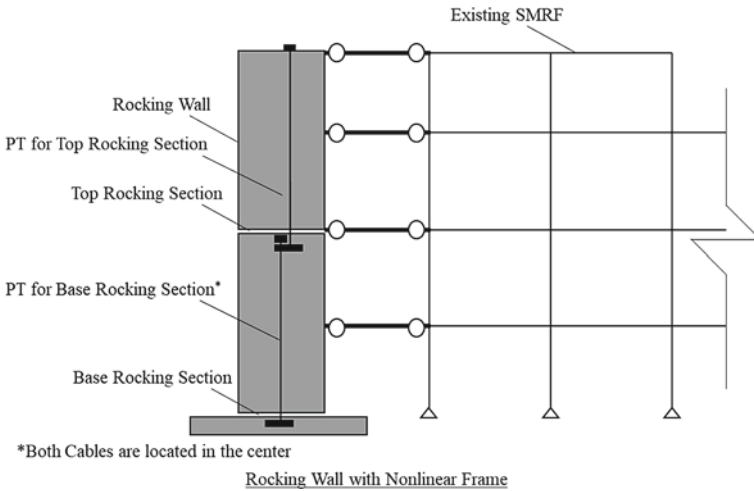 Existing SMRF
Rocking Wall
PT for Top Rocking Section
Top Rocking Section
PT for Base Rocking Section*
Base Rocking Section
*Both Cables are located in the center
Rocking Wall with Nonlinear Frame